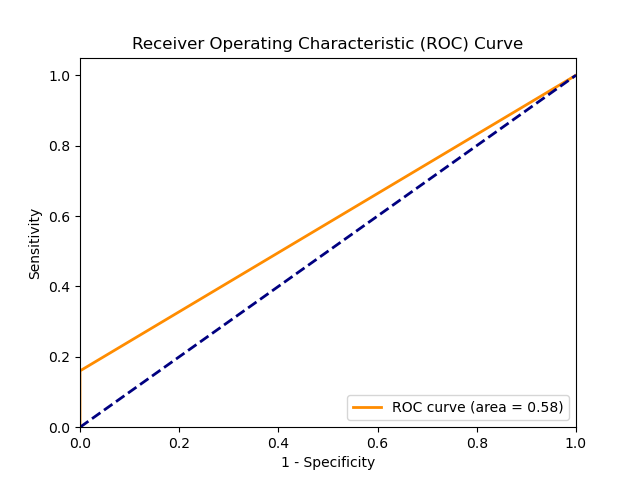 Receiver Operating Characteristic (ROC) Curve
1.0
0.8
0.6
0.4
0.2
0.0
Sensitivity
ROC curve (area = 0.58)
0.0 0.2 0.4 0.6 0.8 1.0
1 - Specificity